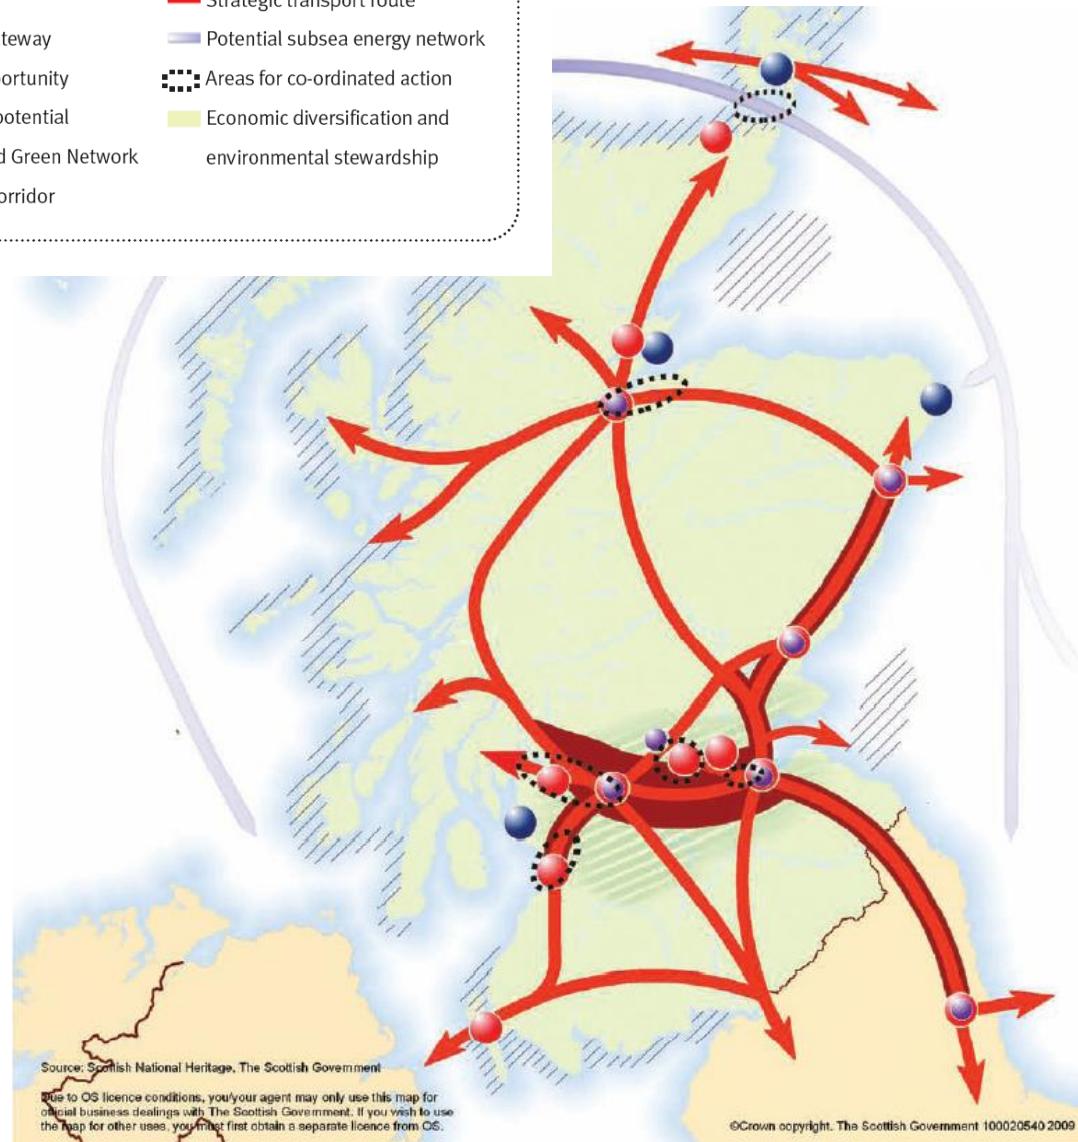 Strategic transport route
teway
Potential subsea energy network
portunity
Areas for co-ordinated action
potential
Economic diversification and
d Green Network
environmental stewardship
orridor
Source: Scottish National Heritage, The Scottish Government
Due to OS licence conditions, you/your agent may only use this map for
official business dealings with The Scottish Government. If you wish to use
the map for other uses, you must first obtain a separate licence from OS.
©Crown copyright. The Scottish Government 100020540 2009